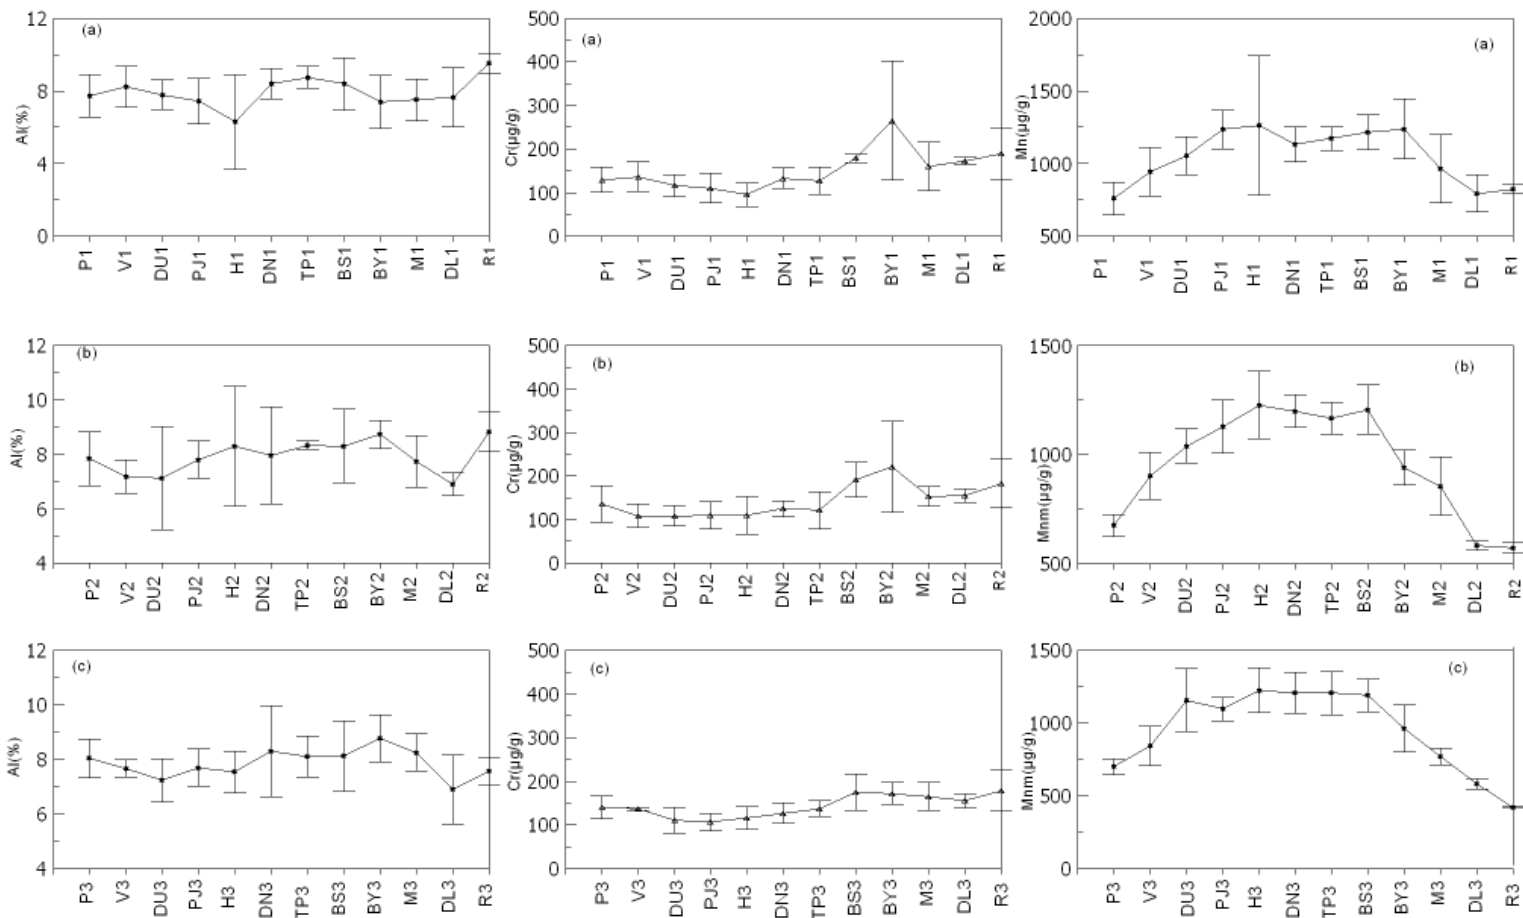 12
(a)
8
Al(%)
4
0
P1 V1 DU1 PJ1 H1 DN1 TP1 BS1 BY1 M1 DL1 R1
500
(a)
400
300
Cr(µg/g)
200
100
0
P1 V1 DU1 PJ1 H1 DN1 TP1 BS1 BY1 M1 DL1 R1
2000
(a)
1500
Mn(µg/g)
1000
500
P1 V1 DU1 PJ1 H1 DN1 TP1 BS1 BY1 M1 DL1 R1
12
(b)
10
Al(%)
8
6
4
P2 V2 DU2 PJ2 H2 DN2 TP2 BS2 BY2 M2 DL2 R2
500
(b)
400
300
Cr(µg/g)
200
100
0
P2 V2 DU2 PJ2 H2 DN2 TP2 BS2 BY2 M2 DL2 R2
1500
(b)
1000
Mnm(µg/g)
500
P2 V2 DU2 PJ2 H2 DN2 TP2 BS2 BY2 M2 DL2 R2
12
(c)
10
Al(%)
8
6
4
P3 V3 DU3 PJ3 H3 DN3 TP3 BS3 BY3 M3 DL3 R3
500
(c)
400
300
Cr(µg/g)
200
100
0
P3 V3 DU3 PJ3 H3 DN3 TP3 BS3 BY3 M3 DL3 R3
1500
(c)
1000
Mnm(µg/g)
500
0
P3 V3 DU3 PJ3 H3 DN3 TP3 BS3 BY3 M3 DL3 R3